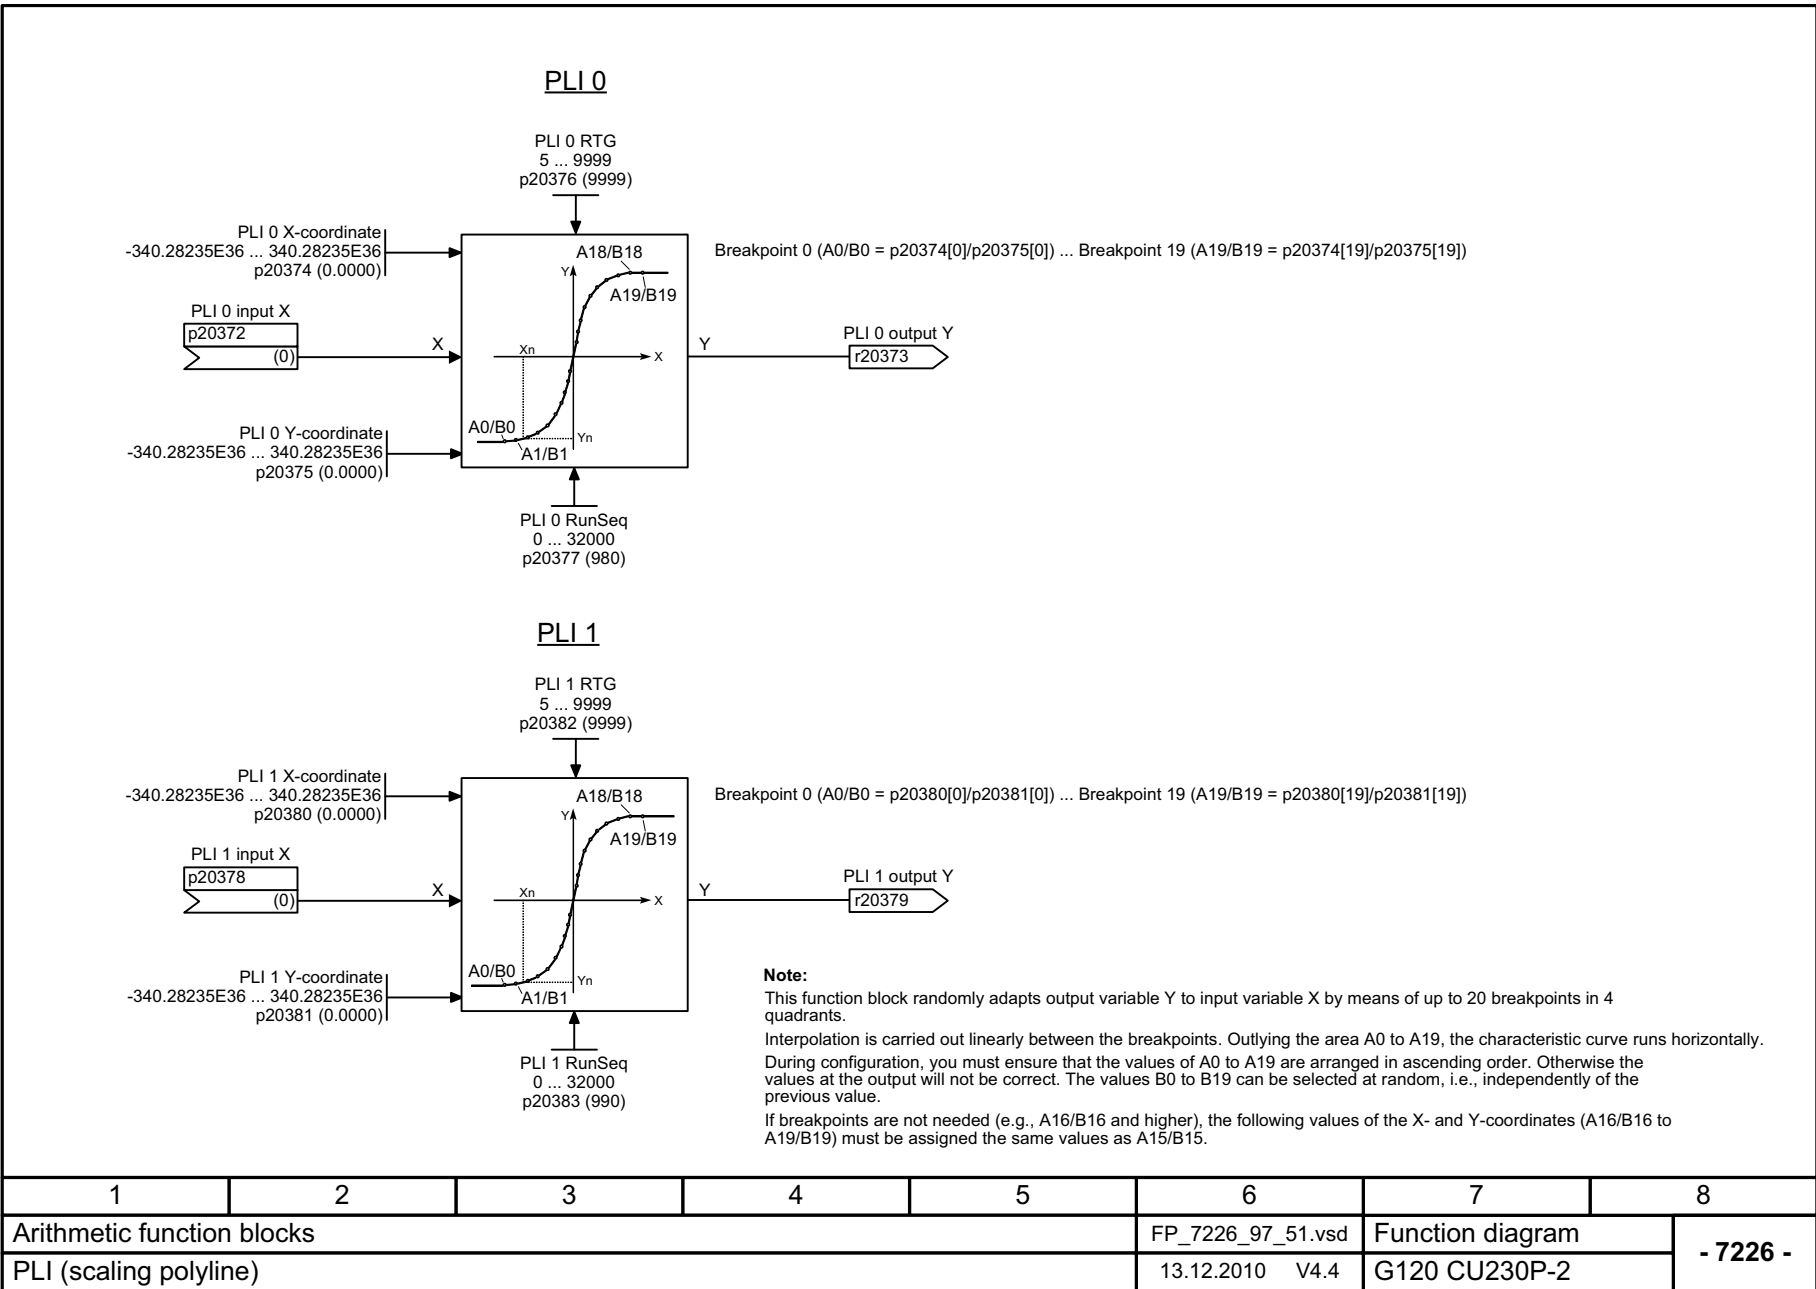 PLI 0
PLI 0 RTG
5 ... 9999
p20376 (9999)
PLI 0 X-coordinate
-340.28235E36 ... 340.28235E36
p20374 (0.0000)
A18/B18
Y
A19/B19
Breakpoint 0 (A0/B0 = p20374[0]/p20375[0]) ... Breakpoint 19 (A19/B19 = p20374[19]/p20375[19])
PLI 0 input X
p20372
(0)
X
Xn
X
Y
PLI 0 output Y
r20373
PLI 0 Y-coordinate
-340.28235E36 ... 340.28235E36
p20375 (0.0000)
A0/B0
Yn
A1/B1
PLI 0 RunSeq
0 ... 32000
p20377 (980)
PLI 1
PLI 1 RTG
5 ... 9999
p20382 (9999)
PLI 1 X-coordinate
-340.28235E36 ... 340.28235E36
p20380 (0.0000)
A18/B18
Y
A19/B19
Breakpoint 0 (A0/B0 = p20380[0]/p20381[0]) ... Breakpoint 19 (A19/B19 = p20380[19]/p20381[19])
PLI 1 input X
p20378
(0)
X
Xn
X
Y
PLI 1 output Y
r20379
PLI 1 Y-coordinate
-340.28235E36 ... 340.28235E36
p20381 (0.0000)
A0/B0
Yn
A1/B1
PLI 1 RunSeq
0 ... 32000
p20383 (990)
Note:
This function block randomly adapts output variable Y to input variable X by means of up to 20 breakpoints in 4
quadrants.
Interpolation is carried out linearly between the breakpoints. Outlying the area A0 to A19, the characteristic curve runs horizontally.
During configuration, you must ensure that the values of A0 to A19 are arranged in ascending order. Otherwise the
values at the output will not be correct. The values B0 to B19 can be selected at random, i.e., independently of the
previous value.
If breakpoints are not needed (e.g., A16/B16 and higher), the following values of the X- and Y-coordinates (A16/B16 to
A19/B19) must be assigned the same values as A15/B15.
1 2 3 4 5 6 7 8
Arithmetic function blocks
FP_7226_97_51.vsd
Function diagram
- 7226 -
PLI (scaling polyline)
13.12.2010 V4.4
G120 CU230P-2